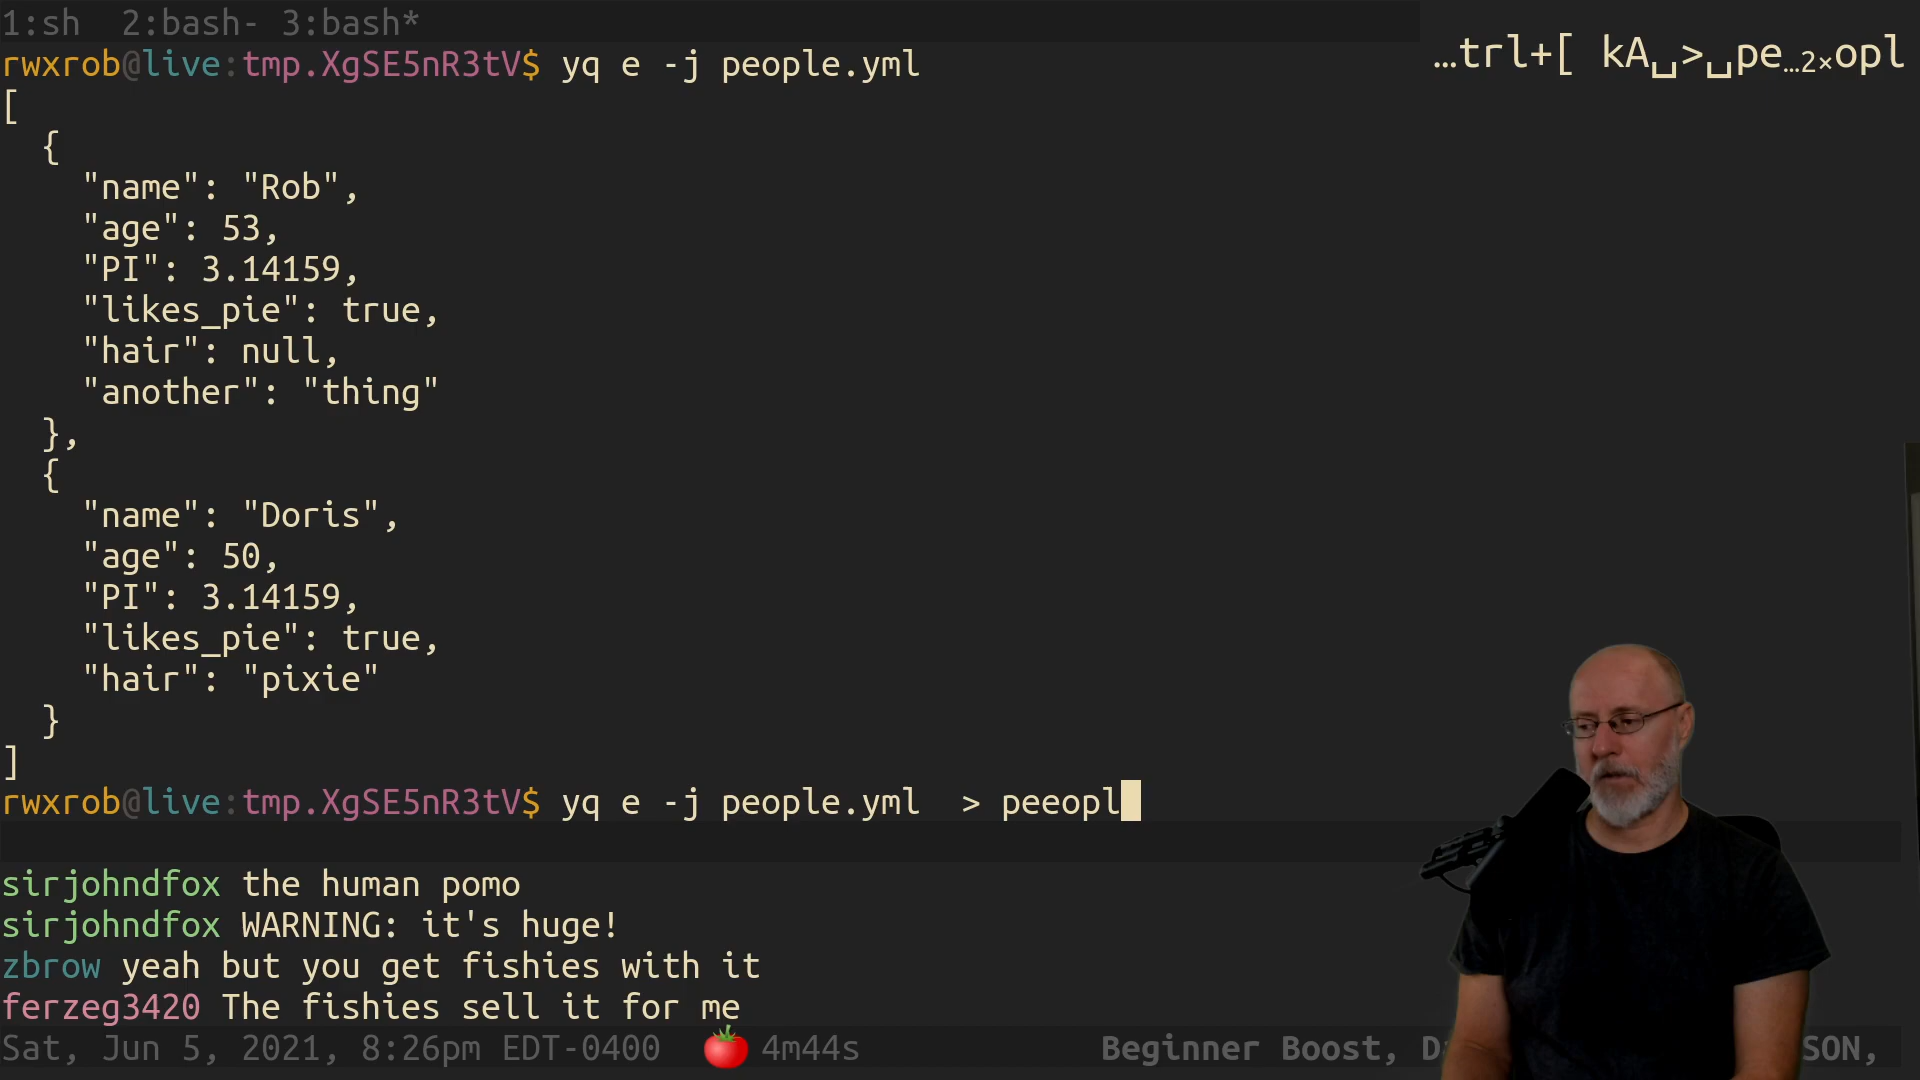 1:sh  2:bash- 3:bash*
…trl+[ kA␣>␣pe…2×opl
rwxrob@live:tmp.XgSE5nR3tV$ yq e -j people.yml
[
  {
    "name": "Rob",
    "age": 53,
    "PI": 3.14159,
    "likes_pie": true,
    "hair": null,
    "another": "thing"
  },
  {
    "name": "Doris",
    "age": 50,
    "PI": 3.14159,
    "likes_pie": true,
    "hair": "pixie"
  }
]
rwxrob@live:tmp.XgSE5nR3tV$ yq e -j people.yml  > peeopl
sirjohndfox the human pomo
sirjohndfox WARNING: it's huge!
zbrow yeah but you get fishies with it
ferzeg3420 The fishies sell it for me
Sat, Jun 5, 2021, 8:26pm EDT-0400 🍅 4m44s Beginner Boost, SON,